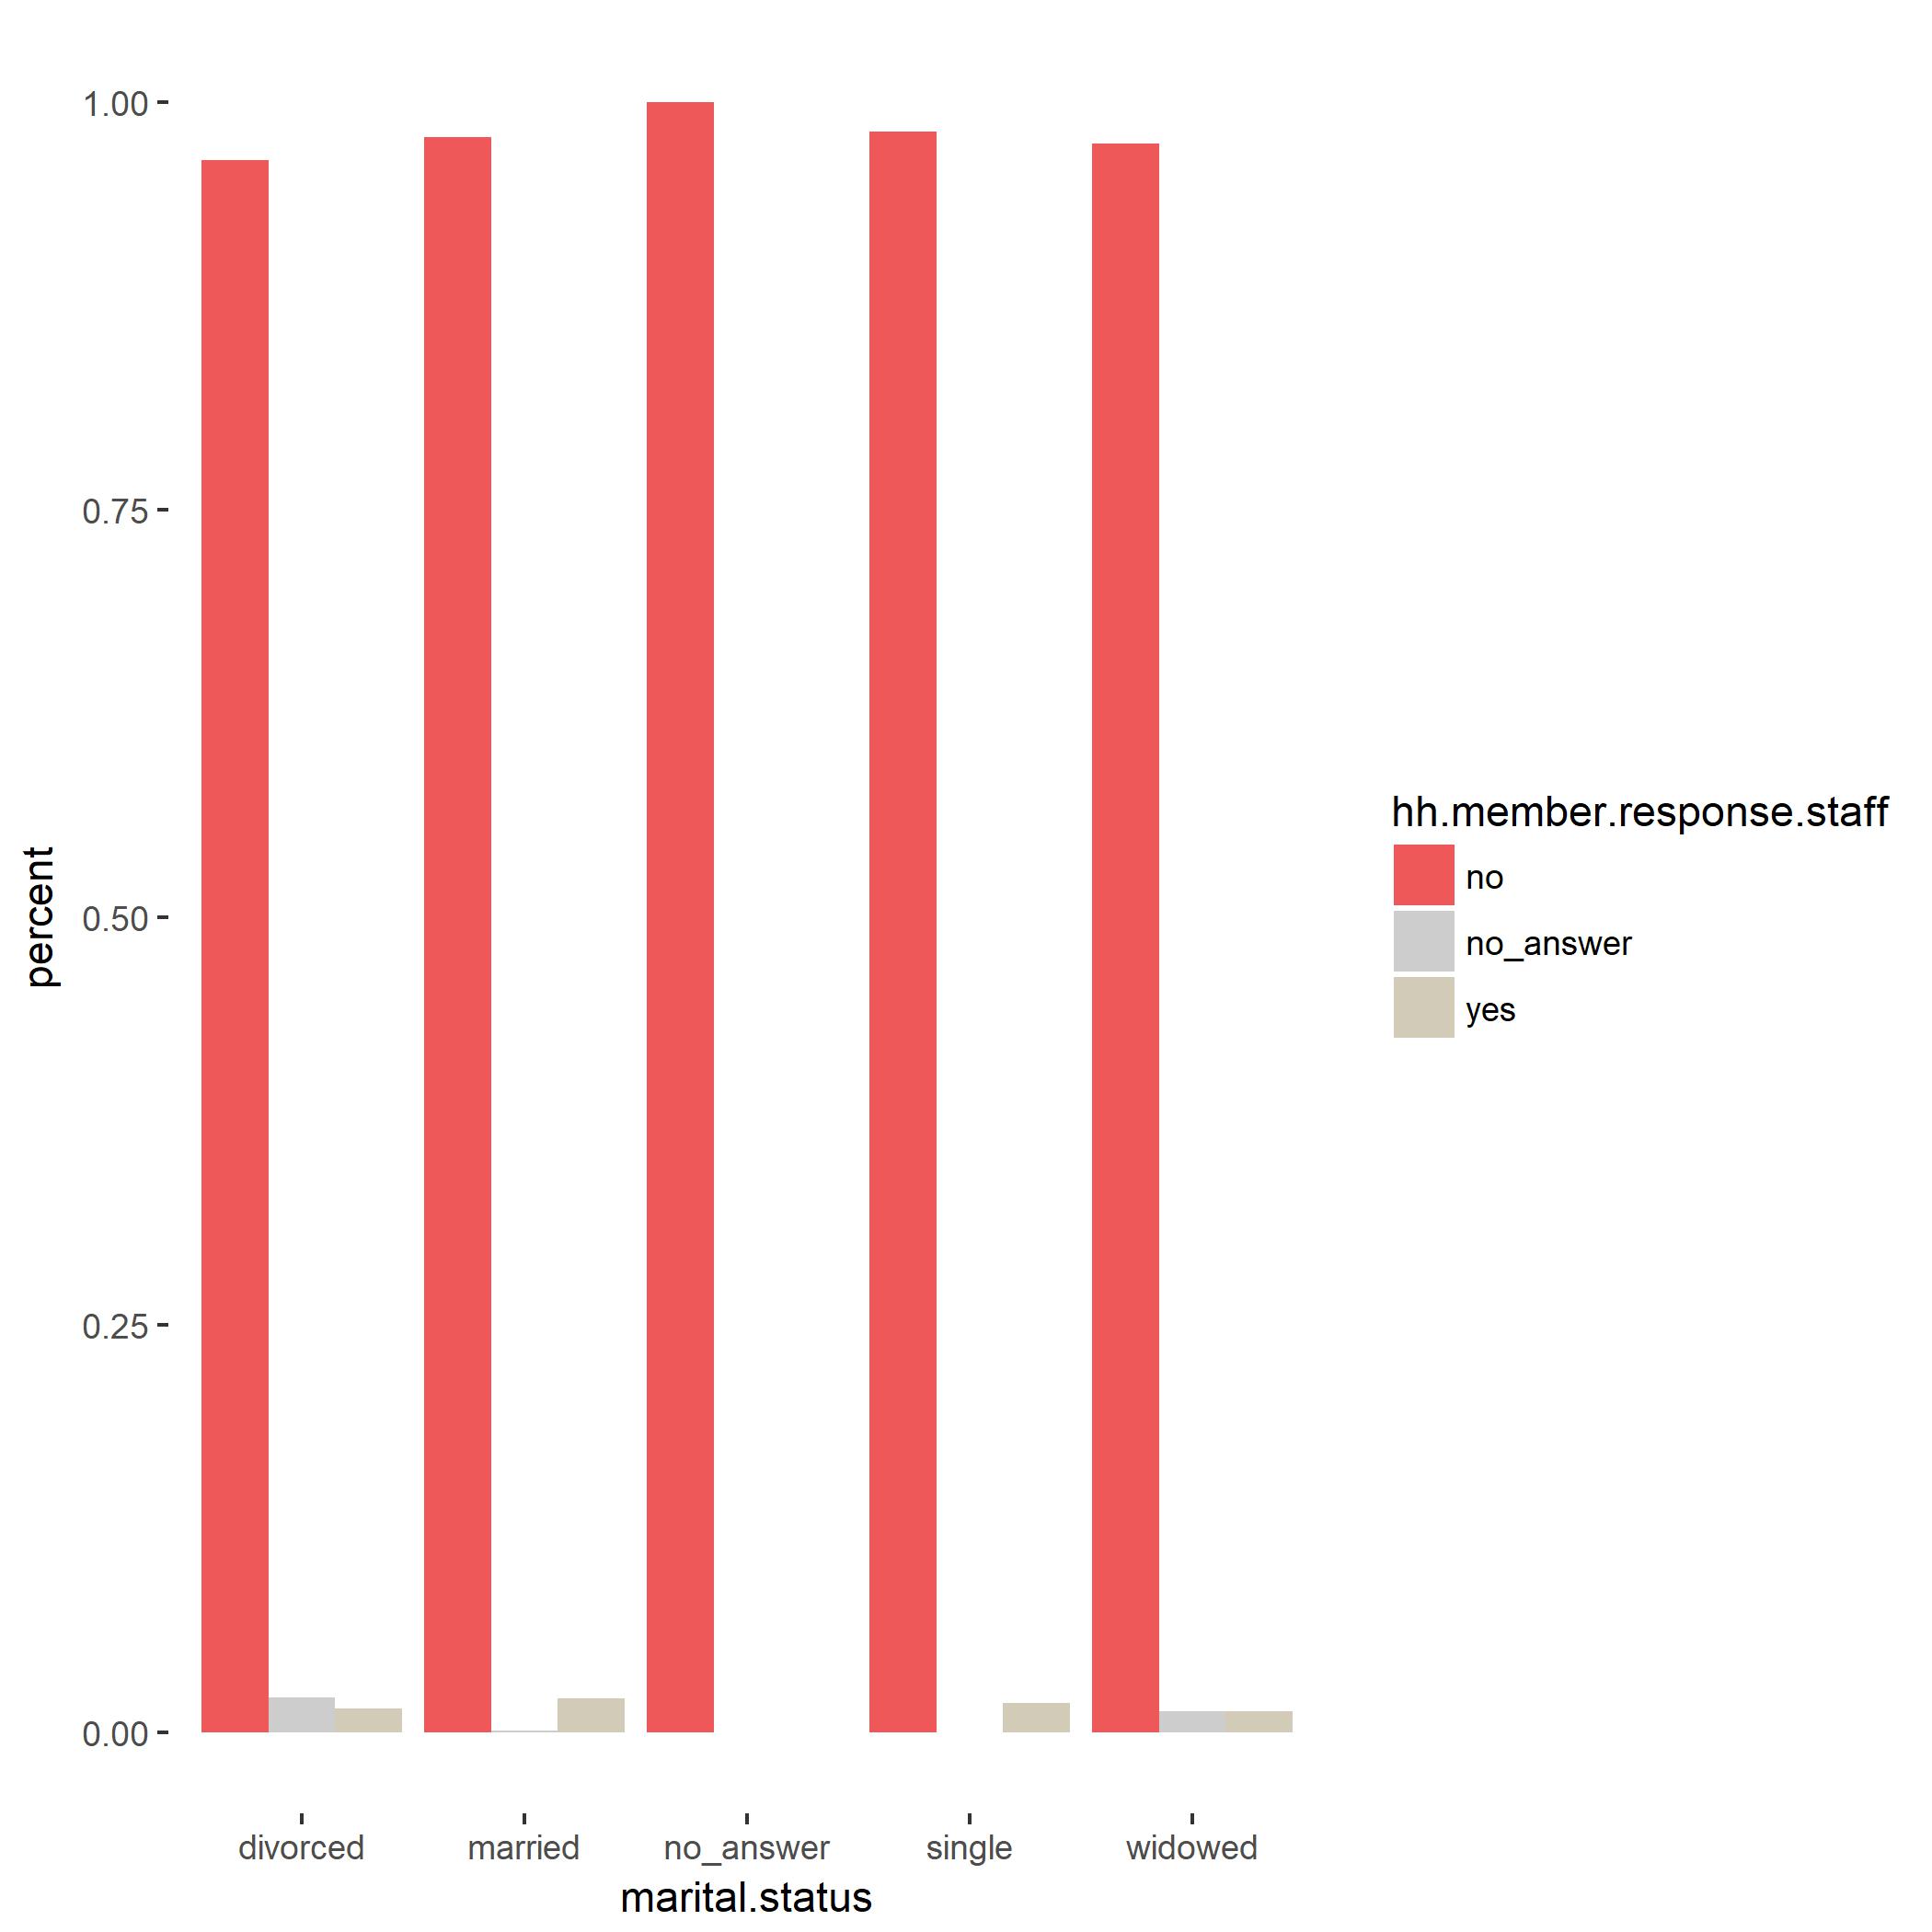 1.00
0.75
0.50
0.25
0.00
percent
divorced married no_answer single widowed
marital.status
hh.member.response.staff
no
no_answer
yes